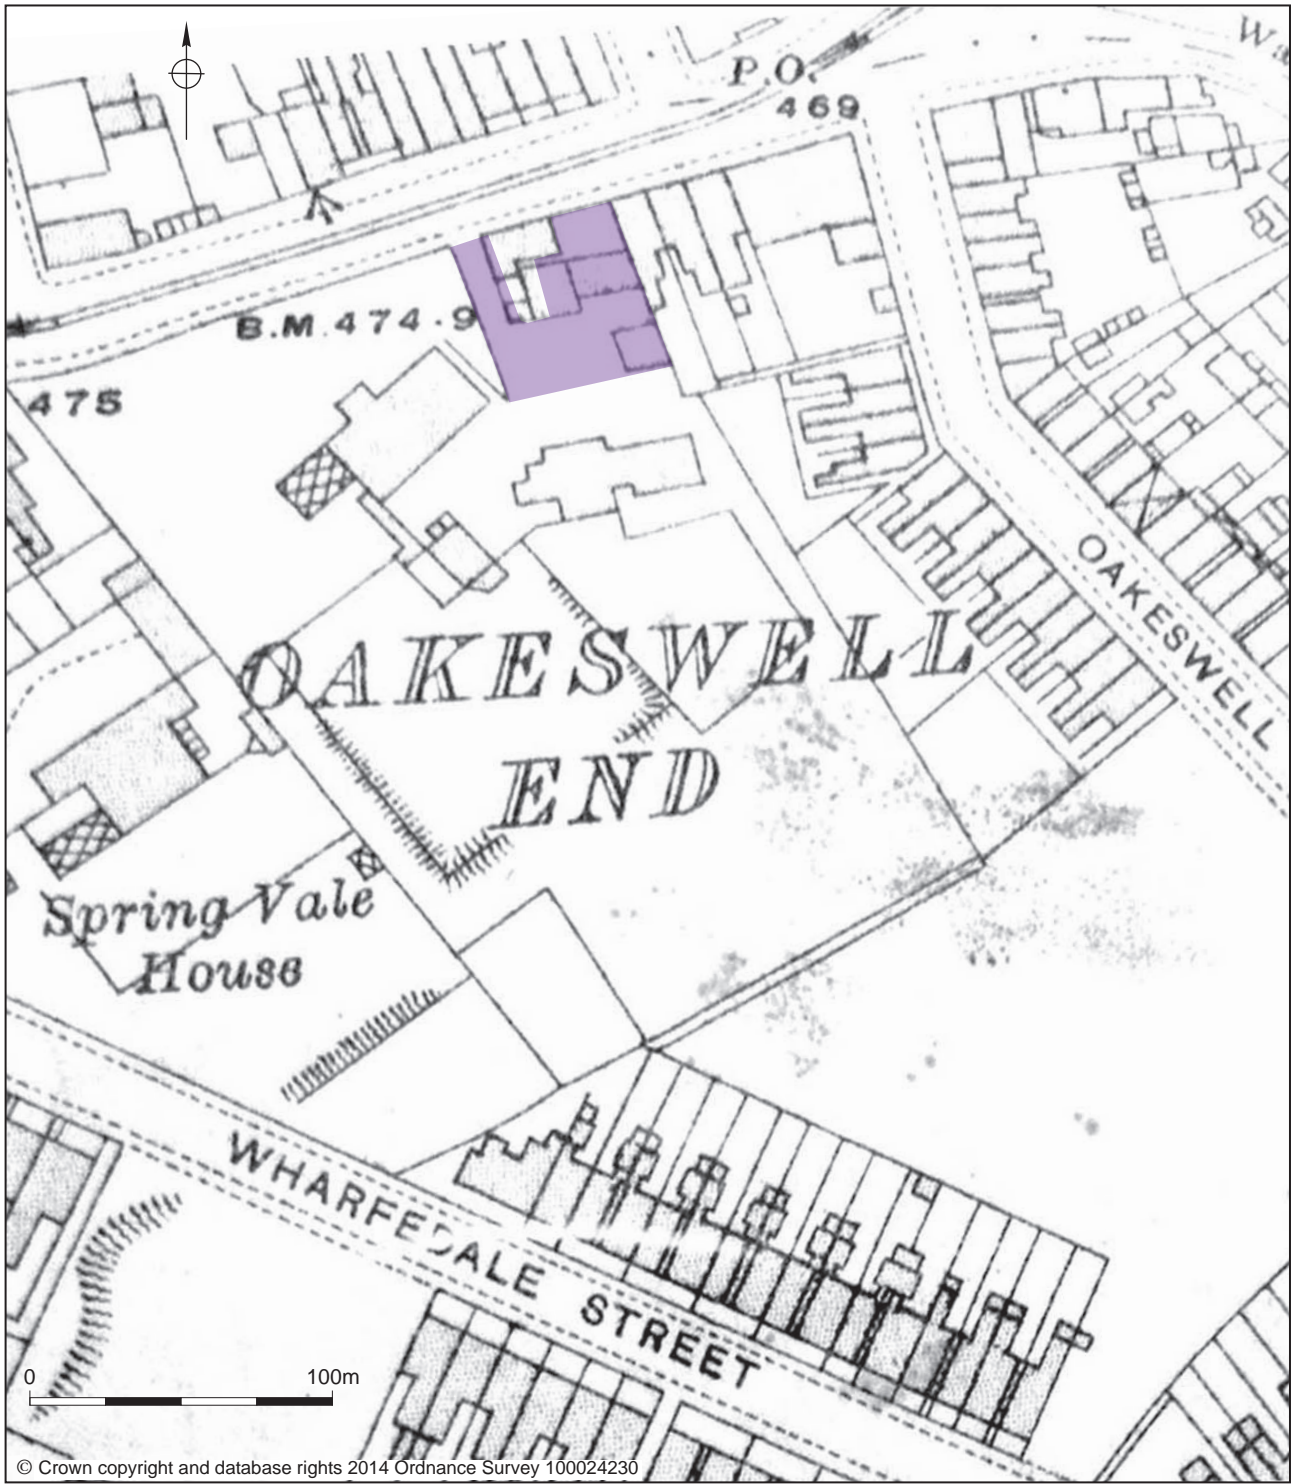 Wa
P.O.
469
B.M. 474.9
475
OAKESWELL
OAKESWELL
END
Spring Vale
House
WHARFEDALE STREET
0 100m
© Crown copyright and database rights 2014 Ordnance Survey 100024230